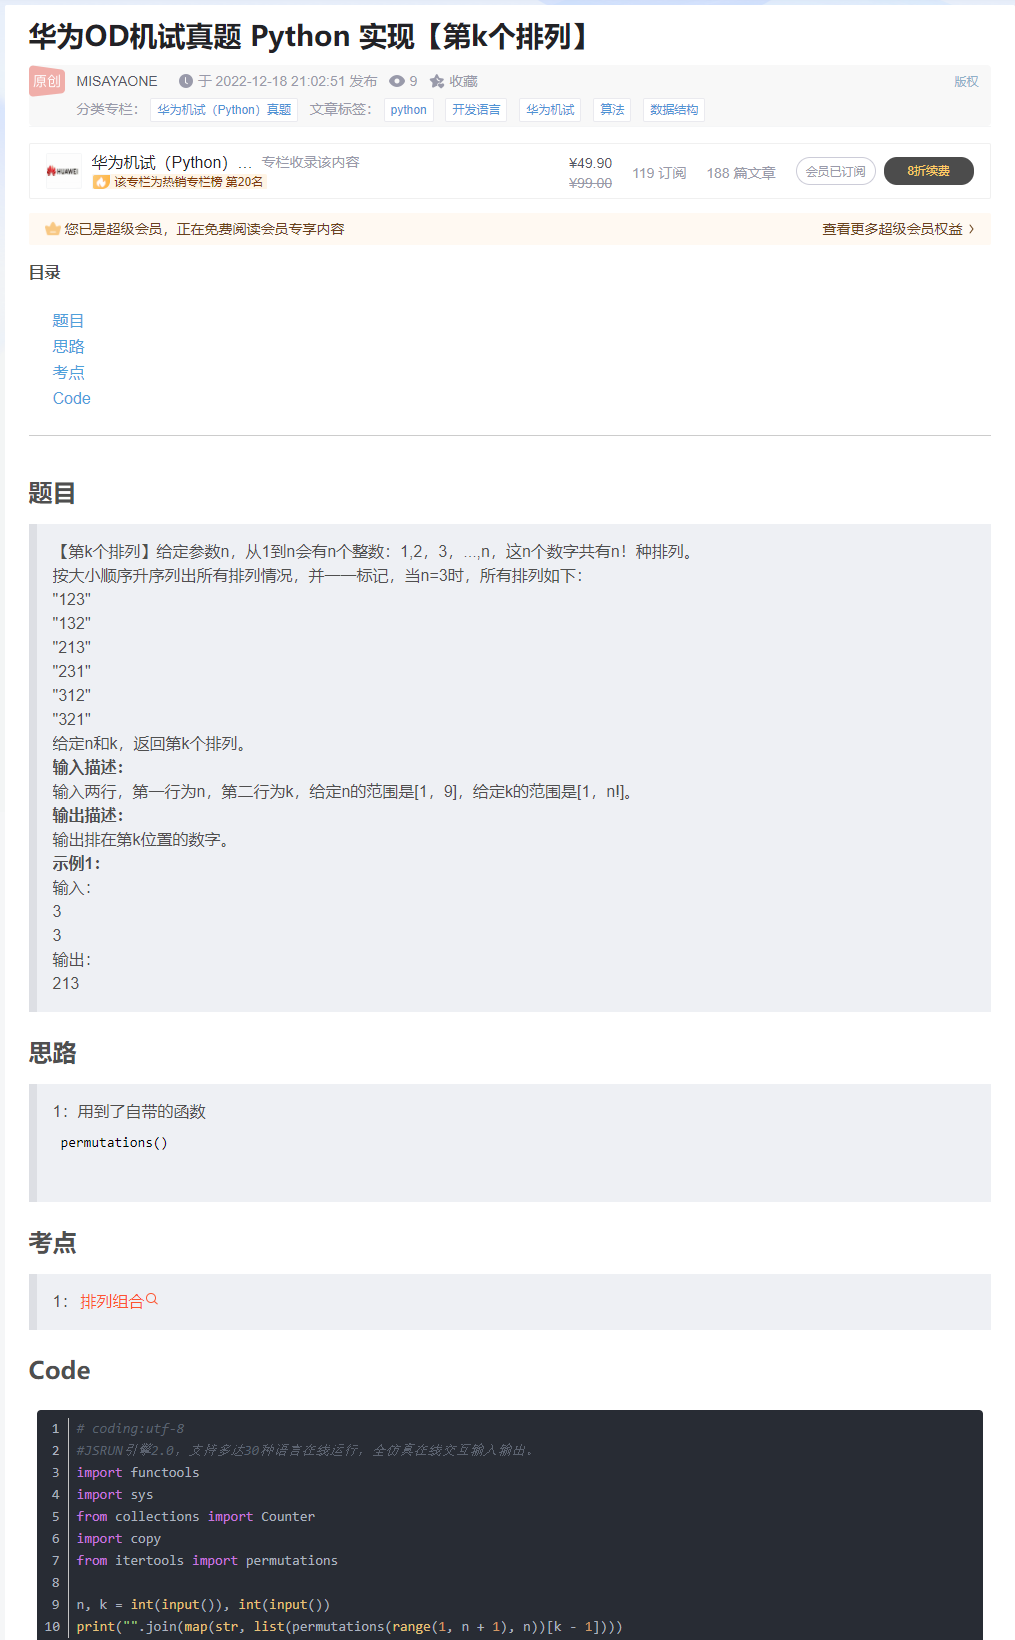 华为OD机试真题 Python 实现【第k个排列】
原创 MISAYAONE 于 2022-12-18 21:02:51 发布 9 收藏 版权
分类专栏： 华为机试（Python）真题 文章标签： python 开发语言 华为机试 算法 数据结构
HUAWEI 华为机试（Python）... 专栏收录该内容 ¥49.90 119 订阅 188 篇文章 会员已订阅 8折续费
该专栏为热销专栏榜 第20名 ¥99.00
您已是超级会员，正在免费阅读会员专享内容 查看更多超级会员权益
目录
题目
思路
考点
Code
题目
【第k个排列】给定参数n，从1到n会有n个整数：1,2，3，…,n，这n个数字共有n！种排列。
按大小顺序升序列出所有排列情况，并一一标记，当n=3时，所有排列如下：
"123"
"132"
"213"
"231"
"312"
"321"
给定n和k，返回第k个排列。
输入描述：
输入两行，第一行为n，第二行为k，给定n的范围是[1，9]，给定k的范围是[1，n!]。
输出描述：
输出排在第k位置的数字。
示例1：
输入：
3
3
输出：
213
思路
1：用到了自带的函数
permutations()
考点
1： 排列组合
Code
1 # coding:utf-8
2 #JSRUN引擎2.0，支持多达30种语言在线运行，全仿真在线交互输入输出。
3 import functools
4 import sys
5 from collections import Counter
6 import copy
7 from itertools import permutations
8
9 n, k = int(input()), int(input())
10 print("".join(map(str, list(permutations(range(1, n + 1), n))[k - 1])))